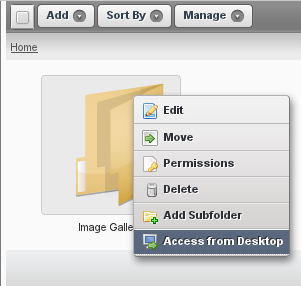 Add Sort By Manage
Home
Edit
Move
Permissions
Delete
Add Subfolder
Image Galle
Access from Desktop